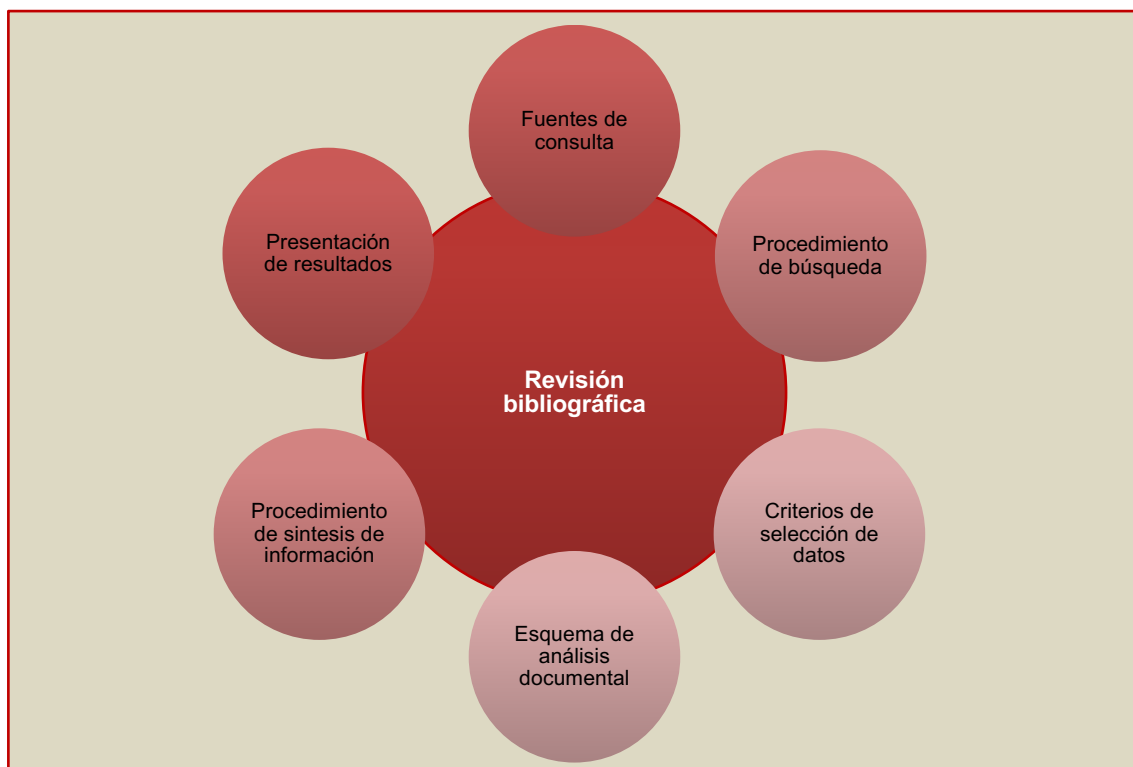 Fuentes de
consulta
Procedimiento
de búsqueda
Criterios de
selección de
datos
Esquema de
análisis
documental
Procedimiento
de sintesis de
información
Presentación
de resultados
Revisión
bibliográfica